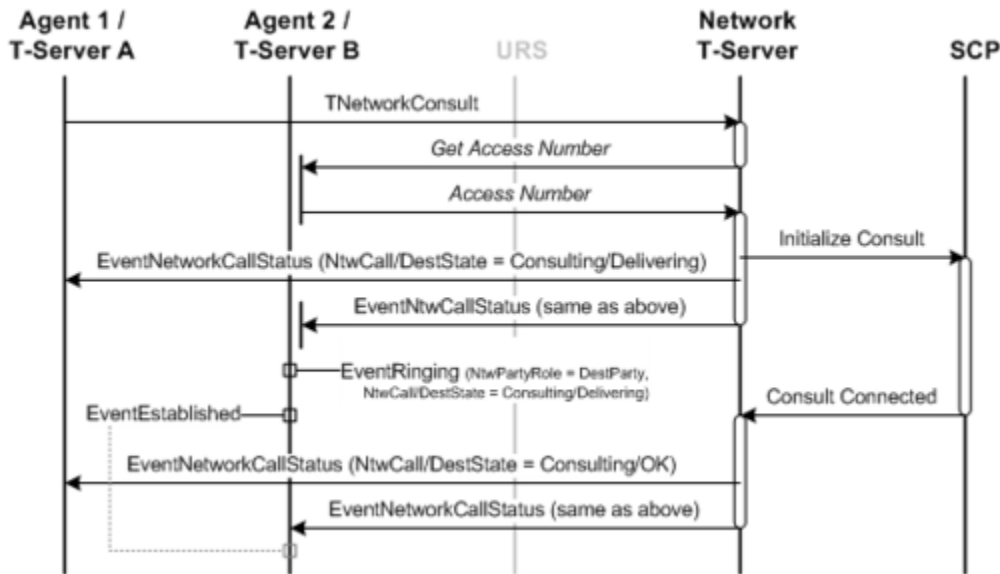 Agent 1 /
T-Server A
Agent 2 /
T-Server B
URS
Network
T-Server
SCP
TNetworkConsult
Get Access Number
Access Number
Initialize Consult
EventNetworkCallStatus (NtwCall/DestState = Consulting/Delivering)
EventNtwCallStatus (same as above)
EventRinging (NtwPartyRole = DestParty,
NtwCall/DestState = Consulting/Delivering)
EventEstablished
Consult Connected
EventNetworkCallStatus (NtwCall/DestState = Consulting/OK)
EventNetworkCallStatus (same as above)